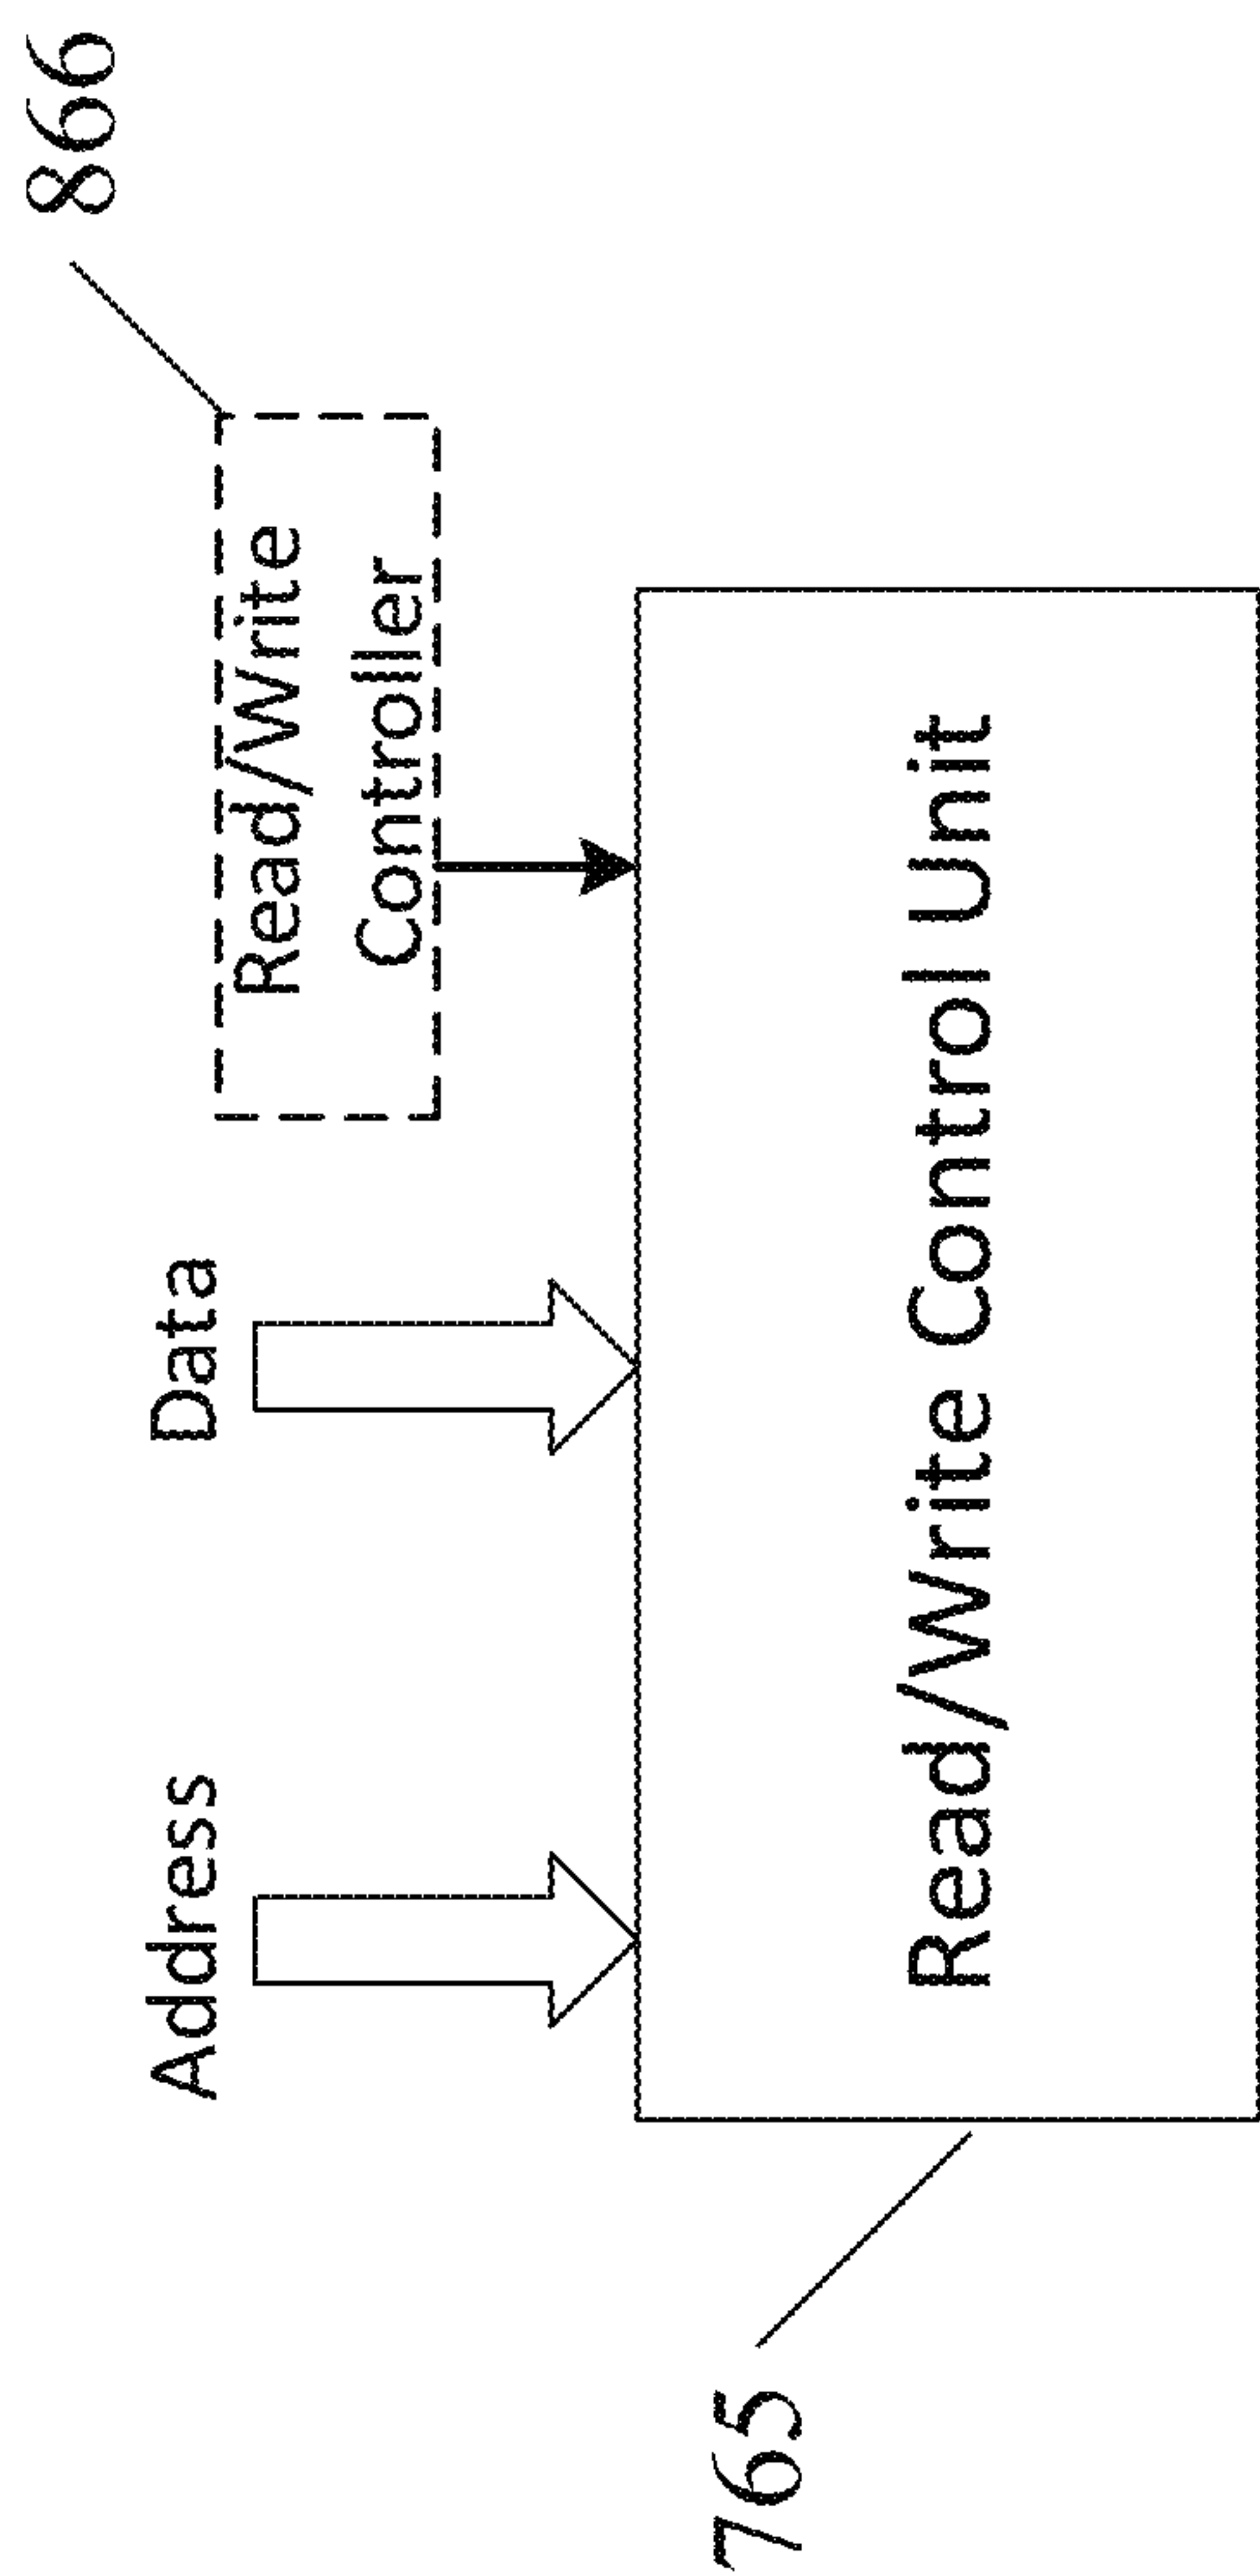 866
Read/Write
Controller
Data
Address
Read/Write Control Unit
765